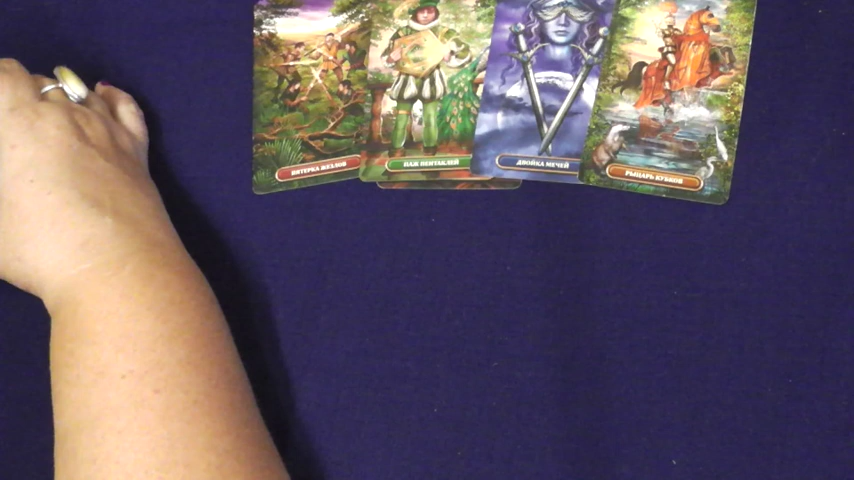 ПЯТЕРКА ЖЕЗЛОВ
ПАЖ ПЕНТАКЛЕЙ
ДВОЙКА МЕЧЕЙ
РЫЦАРЬ КУБКОВ